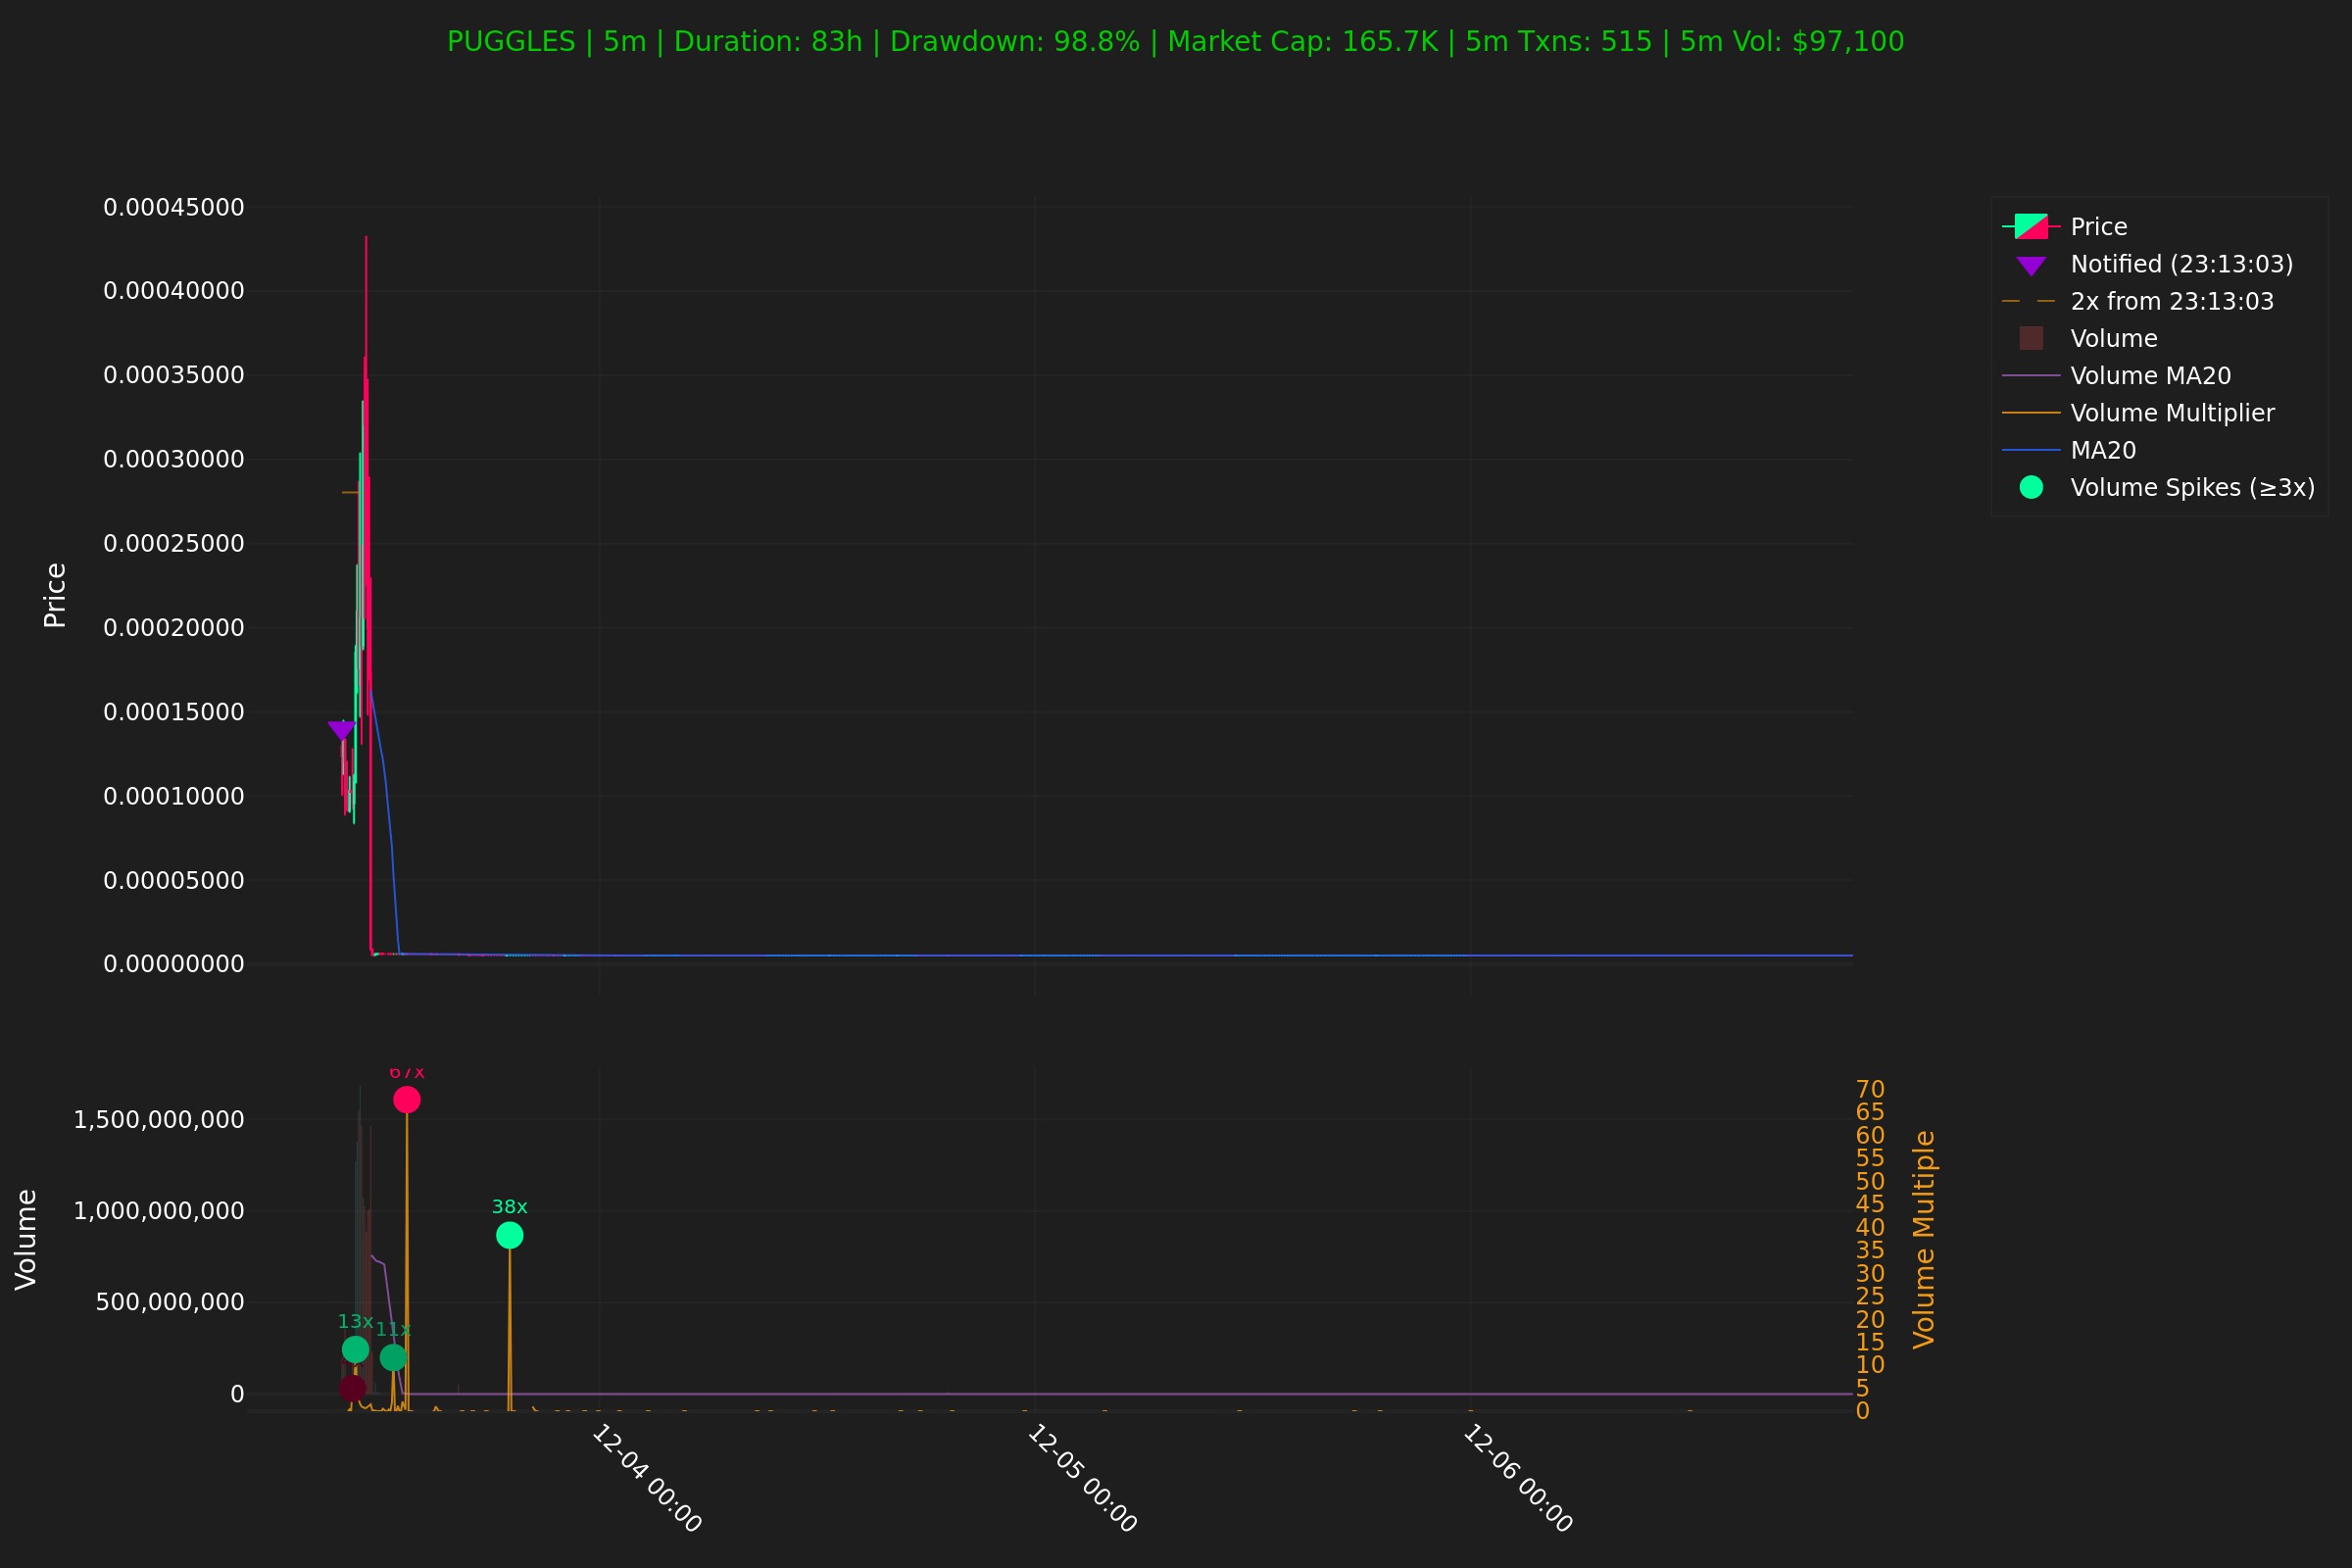 PUGGLES | 5m | Duration: 83h | Drawdown: 98.8% | Market Cap: 165.7K | 5m Txns: 515 | 5m Vol: $97,100
Price
0.00045000
0.00040000
0.00035000
0.00030000
0.00025000
0.00020000
0.00015000
0.00010000
0.00005000
0.00000000
Price
Notified (23:13:03)
2x from 23:13:03
Volume
Volume MA20
Volume Multiplier
MA20
Volume Spikes (≥3x)
Volume
1,500,000,000
1,000,000,000
500,000,000
0
67x
38x
13x
11x
70
65
60
55
50
45
40
35
30
25
20
15
10
5
0
Volume Multiple
12-04 00:00
12-05 00:00
12-06 00:00